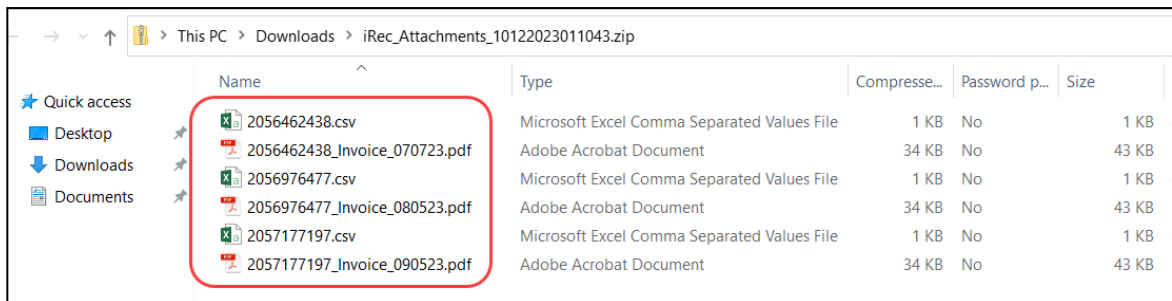 This PC > Downloads > iRec_Attachments_10122023011043.zip
Quick access
Desktop
Downloads
Documents
Name Type Compresse... Password p... Size
2056462438.csv Microsoft Excel Comma Separated Values File 1 KB No 1 KB
2056462438_Invoice_070723.pdf Adobe Acrobat Document 34 KB No 43 KB
2056976477.csv Microsoft Excel Comma Separated Values File 1 KB No 1 KB
2056976477_Invoice_080523.pdf Adobe Acrobat Document 34 KB No 43 KB
2057177197.csv Microsoft Excel Comma Separated Values File 1 KB No 1 KB
2057177197_Invoice_090523.pdf Adobe Acrobat Document 34 KB No 43 KB